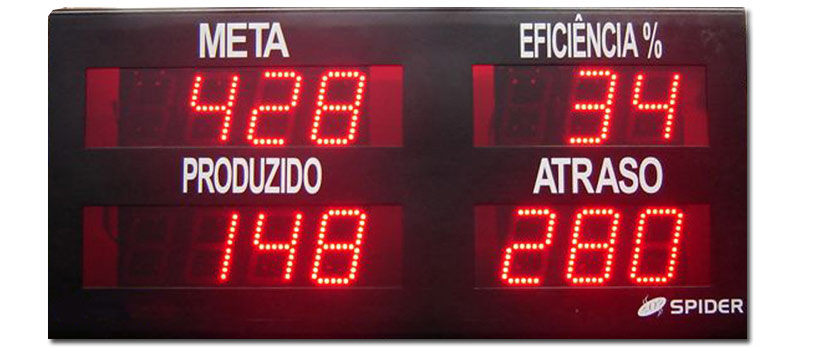 META
EFICIÊNCIA %
428
34
PRODUZIDO
ATRASO
148
280
SPIDER